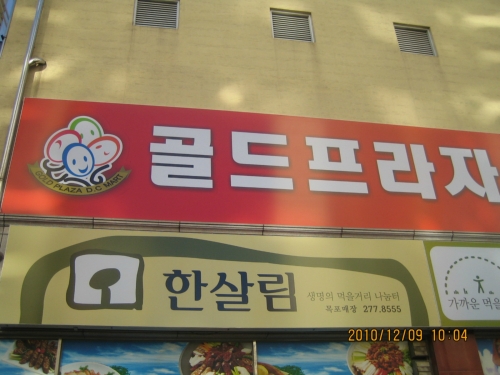 골드프라자
GOLD PLAZA D.C MART
한살림
생명의 먹을거리 나눔터
목포매장 277.8555
가까운 먹을
2010/12/09 10:04